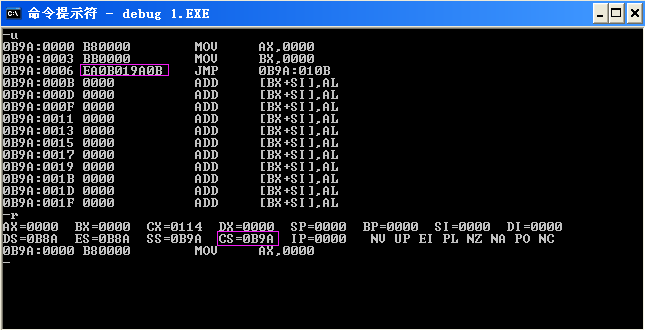 命令提示符 - debug 1.EXE
-u
0B9A:0000 B80000        MOV     AX,0000
0B9A:0003 BB0000        MOV     BX,0000
0B9A:0006 EA0B019A0B    JMP     0B9A:010B
0B9A:000B 0000          ADD     [BX+SI],AL
0B9A:000D 0000          ADD     [BX+SI],AL
0B9A:000F 0000          ADD     [BX+SI],AL
0B9A:0011 0000          ADD     [BX+SI],AL
0B9A:0013 0000          ADD     [BX+SI],AL
0B9A:0015 0000          ADD     [BX+SI],AL
0B9A:0017 0000          ADD     [BX+SI],AL
0B9A:0019 0000          ADD     [BX+SI],AL
0B9A:001B 0000          ADD     [BX+SI],AL
0B9A:001D 0000          ADD     [BX+SI],AL
0B9A:001F 0000          ADD     [BX+SI],AL
-r
AX=0000  BX=0000  CX=0114  DX=0000  SP=0000  BP=0000  SI=0000  DI=0000
DS=0B8A  ES=0B8A  SS=0B9A  CS=0B9A  IP=0000   NV UP EI PL NZ NA PO NC
0B9A:0000 B80000        MOV     AX,0000
-